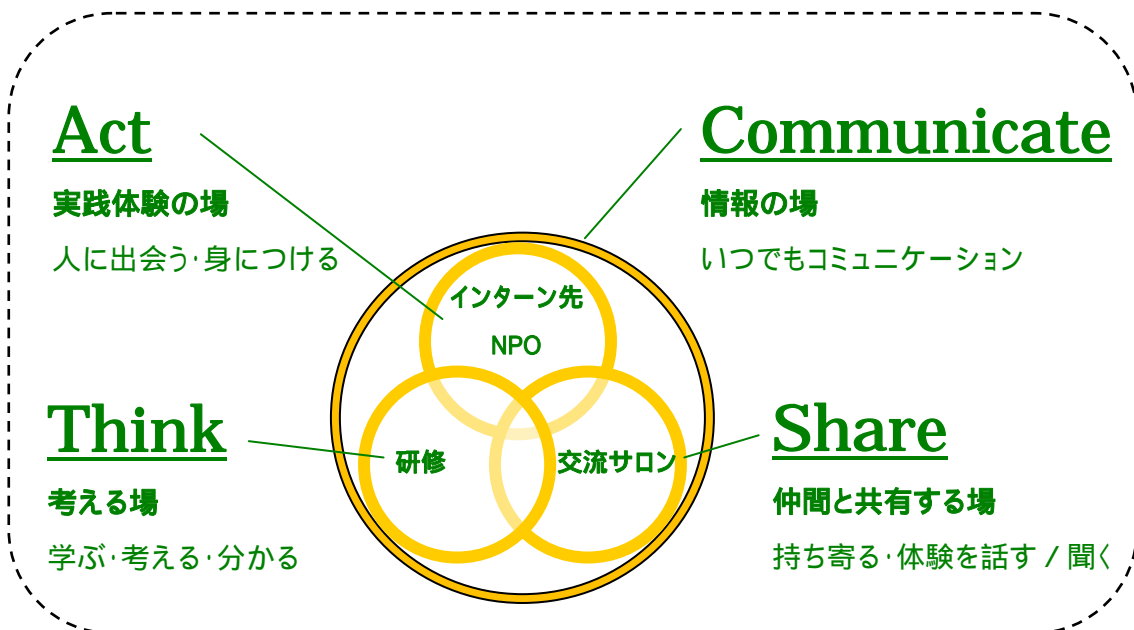 Act
実践体験の場
人に出会う・身につける
Communicate
情報の場
いつでもコミュニケーション
インターン先
NPO
Think
考える場
学ぶ・考える・分かる
研修
交流サロン
Share
仲間と共有する場
持ち寄る・体験を話す / 聞く